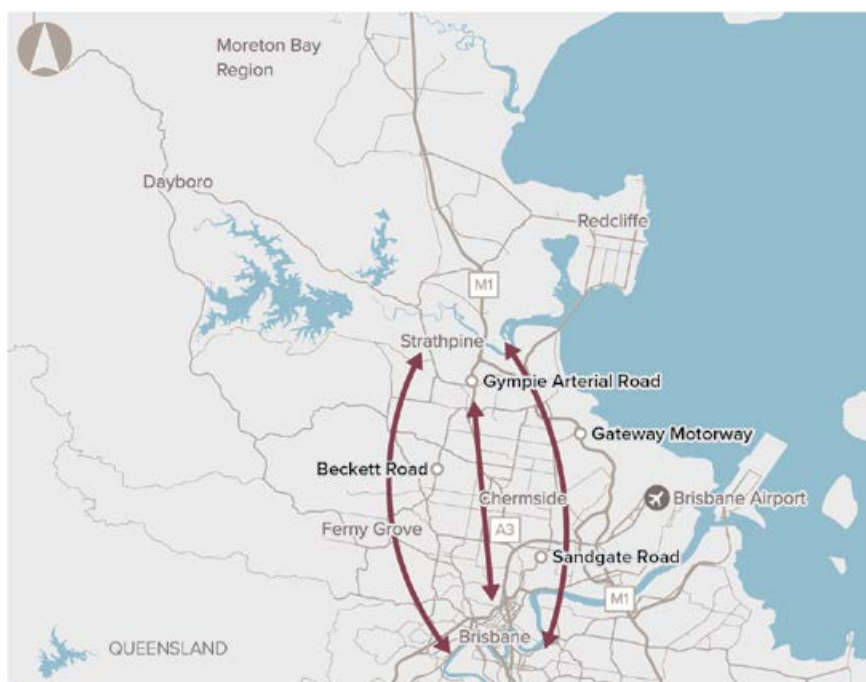 Moreton Bay
Region
Dayboro
Redcliffe
M1
Strathpine
Gympie Arterial Road
Gateway Motorway
Beckett Road
Chermside
Brisbane Airport
Ferny Grove
A3
Sandgate Road
M1
Brisbane
QUEENSLAND